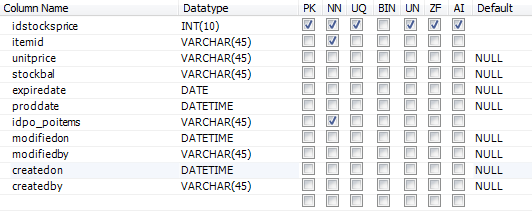 Column Name Datatype PK NN UQ BIN UN ZF AI Default
idstocksprice INT(10)
itemid VARCHAR(45)
unitprice VARCHAR(45) NULL
stockbal VARCHAR(45) NULL
expiredate DATE NULL
proddate DATETIME NULL
idpo_poitems VARCHAR(45)
modifiedon DATETIME NULL
modifiedby VARCHAR(45) NULL
createdon DATETIME NULL
createdby VARCHAR(45) NULL